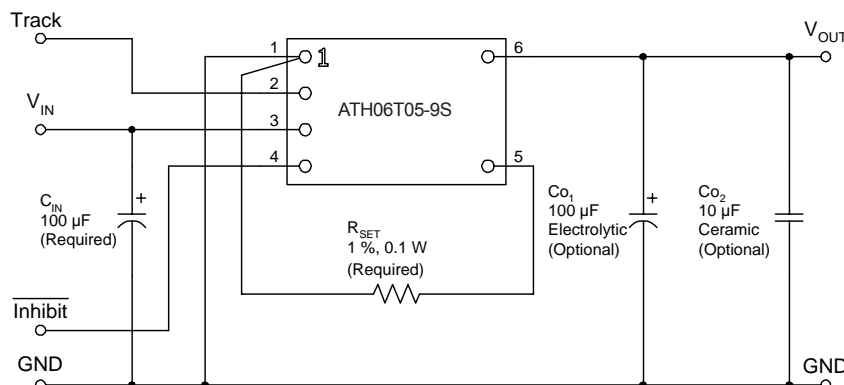 Track
V_IN
C_IN
100 µF
(Required)
Inhibit
GND
1
2
3
4
1
ATH06T05-9S
6
5
R_SET
1 %, 0.1 W
(Required)
Co_1
100 µF
Electrolytic
(Optional)
Co_2
10 µF
Ceramic
(Optional)
V_OUT
GND
+
+